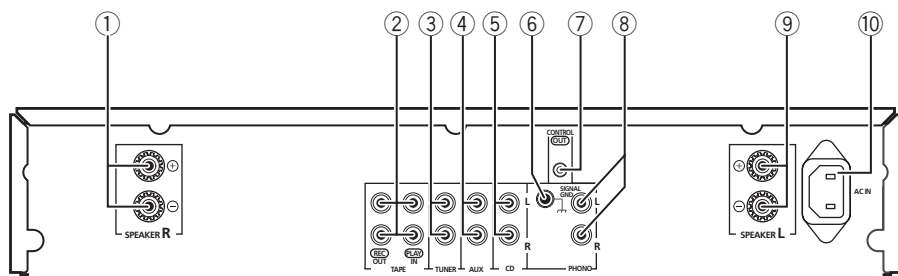 ① ② ③ ④ ⑤ ⑥ ⑦ ⑧ ⑨ ⑩
CONTROL
OUT
SIGNAL
GND
L
L
R
R
REC
OUT
PLAY
IN
TAPE
TUNER
AUX
CD
PHONO
+
−
SPEAKER R
+
−
SPEAKER L
AC IN